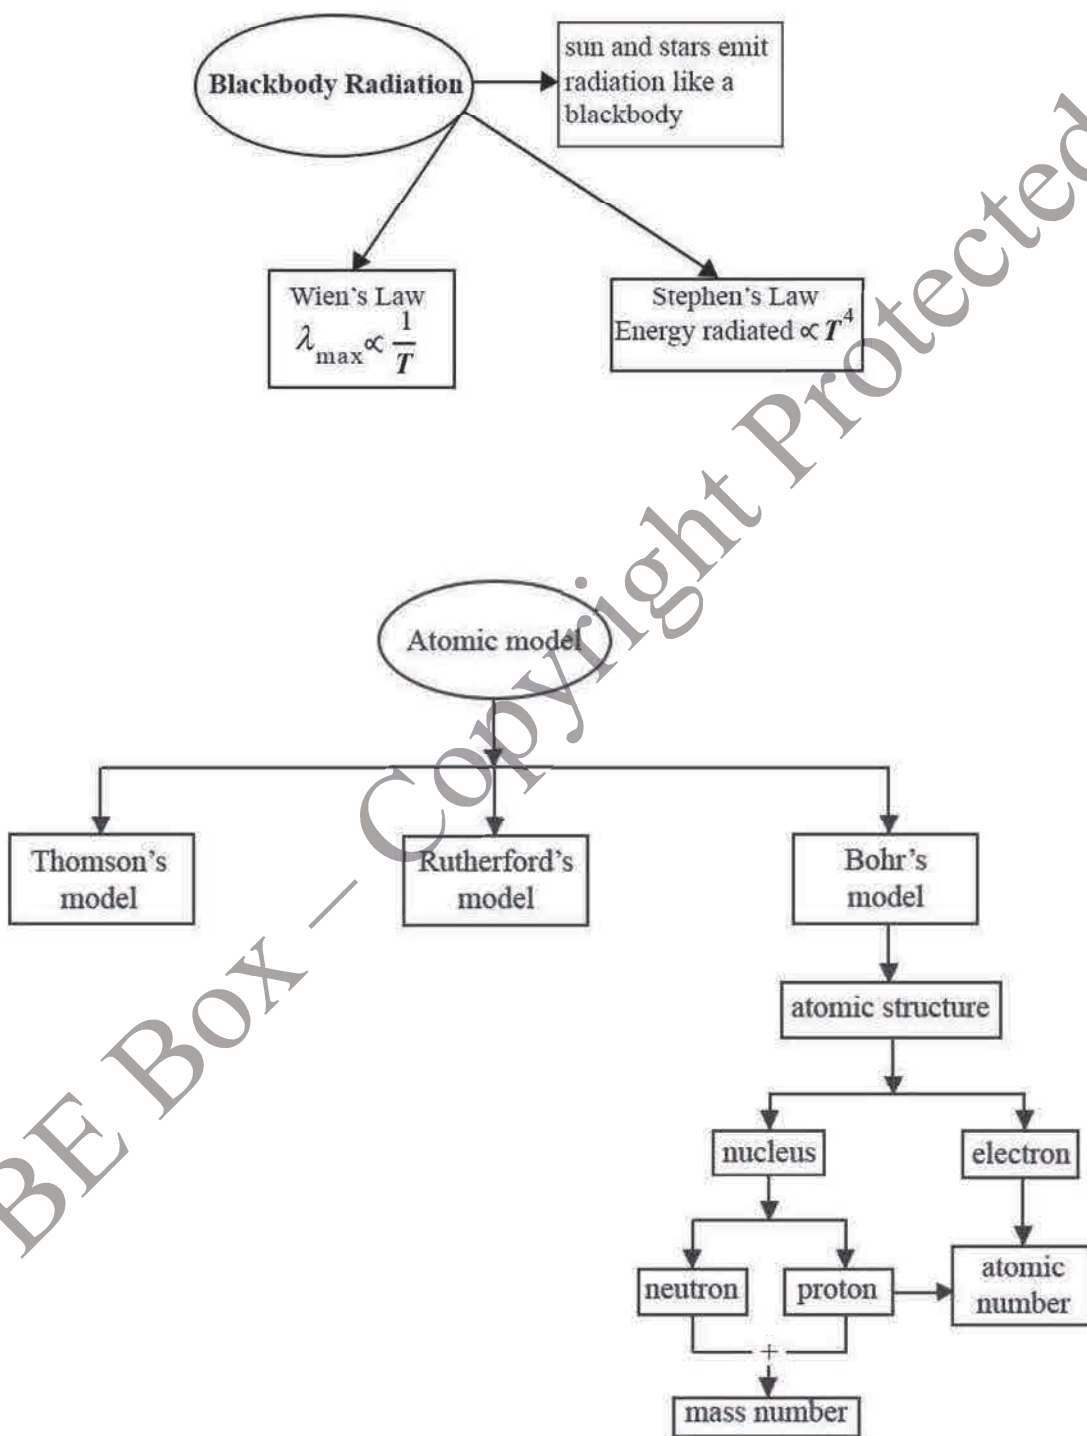 Blackbody Radiation
sun and stars emit
radiation like a
blackbody
Wien's Law
λmax ∝ 1/T
Stephen's Law
Energy radiated ∝ T⁴
Atomic model
Thomson's
model
Rutherford's
model
Bohr's
model
atomic structure
nucleus
electron
neutron
proton
atomic
number
+
mass number
BE Box – Copyright Protected